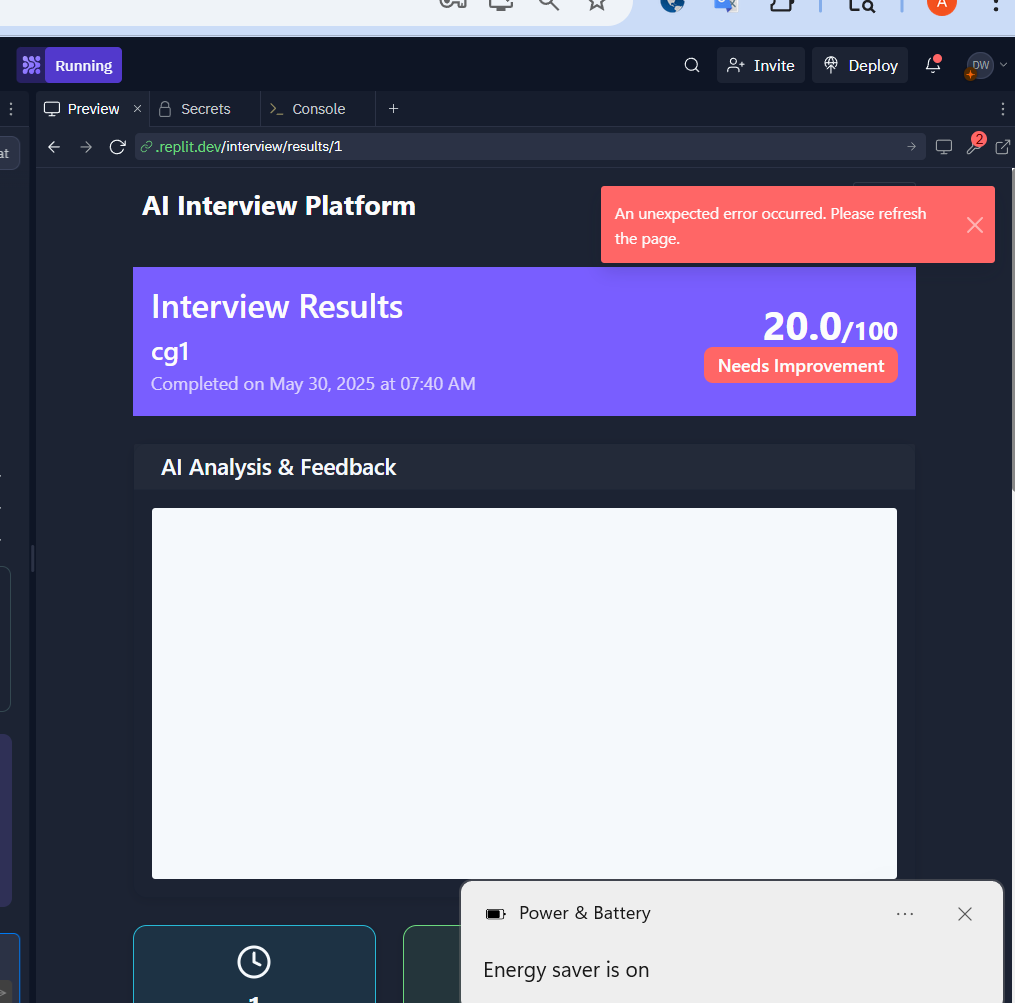 A
Running
Invite
Deploy
DW
Preview
Secrets
Console
at
.replit.dev/interview/results/1
2
AI Interview Platform
An unexpected error occurred. Please refresh
the page.
Interview Results
cg1
Completed on May 30, 2025 at 07:40 AM
20.0/100
Needs Improvement
AI Analysis & Feedback
Power & Battery
Energy saver is on
1